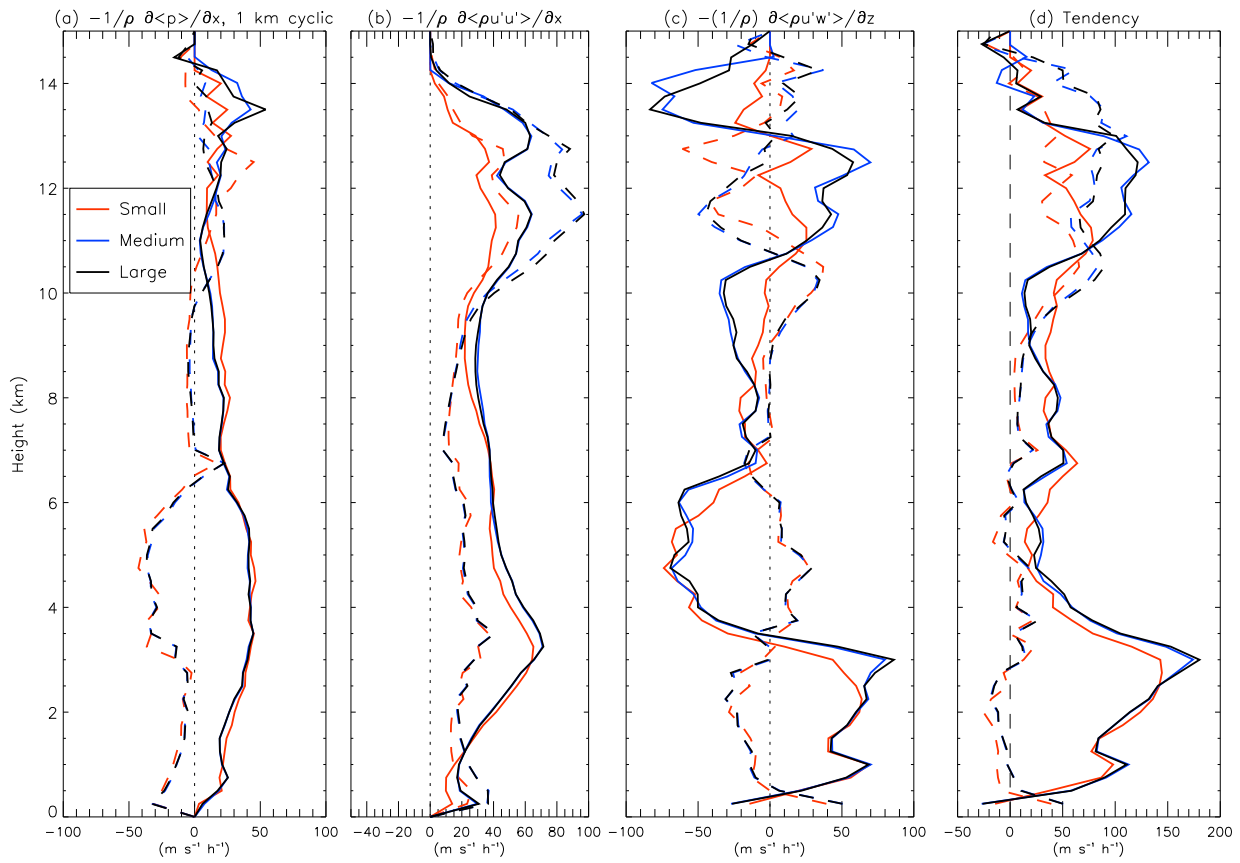 (a) -1/ρ ∂<p>/∂x, 1 km cyclic
(b) -1/ρ ∂<ρu'u'>/∂x
(c) -(1/ρ) ∂<ρu'w'>/∂z
(d) Tendency
Height (km)
14
12
10
8
6
4
2
0
Small
Medium
Large
-100 -50 0 50 100
-40 -20 0 20 40 60 80 100
-100 -50 0 50 100
-50 0 50 100 150 200
(m s⁻¹ h⁻¹)
(m s⁻¹ h⁻¹)
(m s⁻¹ h⁻¹)
(m s⁻¹ h⁻¹)